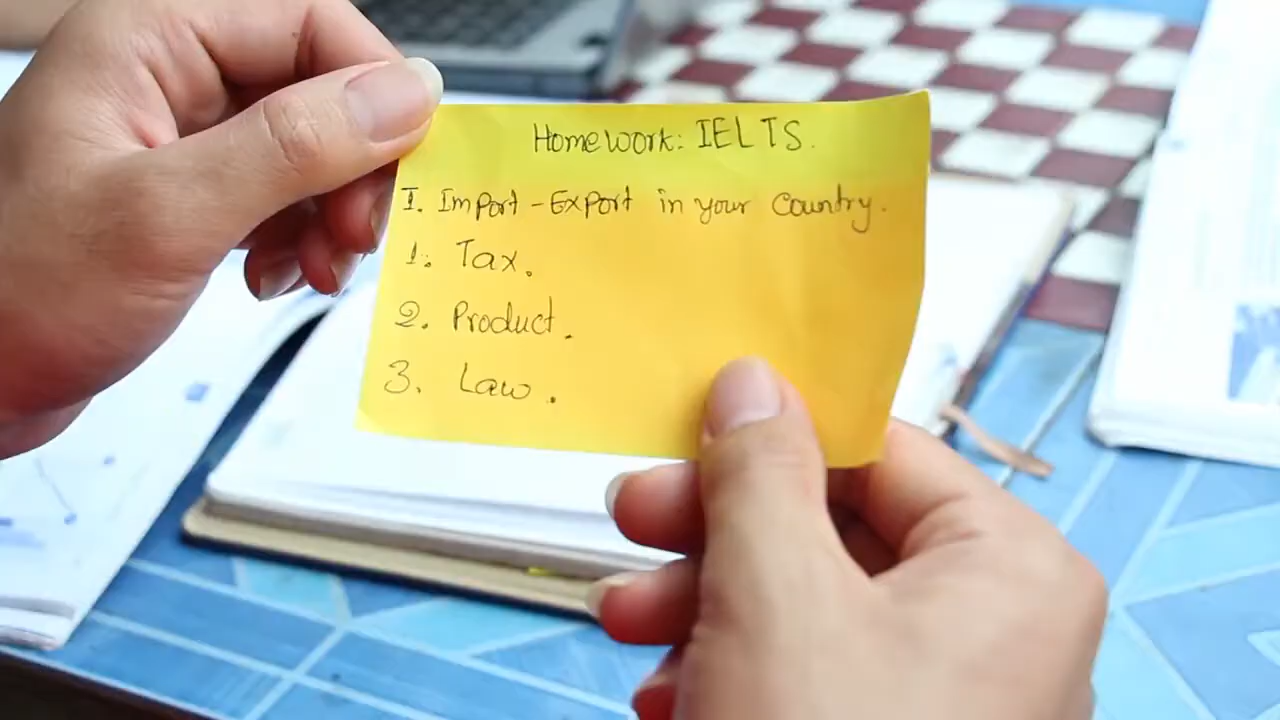 Homework: IELTS.
I. Import - Export in your country.
1. Tax.
2. Product.
3. Law.